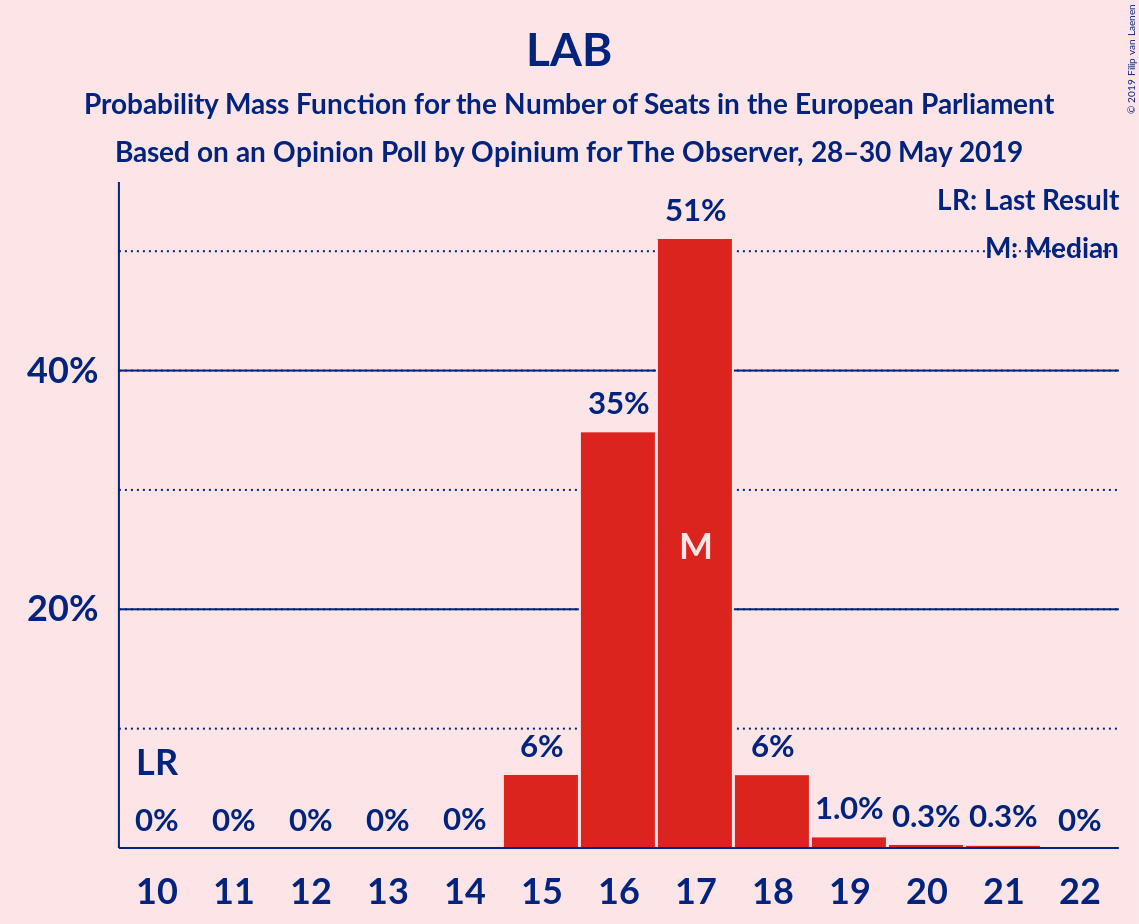 LAB
Probability Mass Function for the Number of Seats in the European Parliament
Based on an Opinion Poll by Opinium for The Observer, 28–30 May 2019
© 2019 Filip van Laenen
LR: Last Result
M: Median
51%
40%
35%
M
20%
LR
6%
6%
0%
0%
0%
0%
0%
1.0%
0.3%
0.3%
0%
10 11 12 13 14 15 16 17 18 19 20 21 22